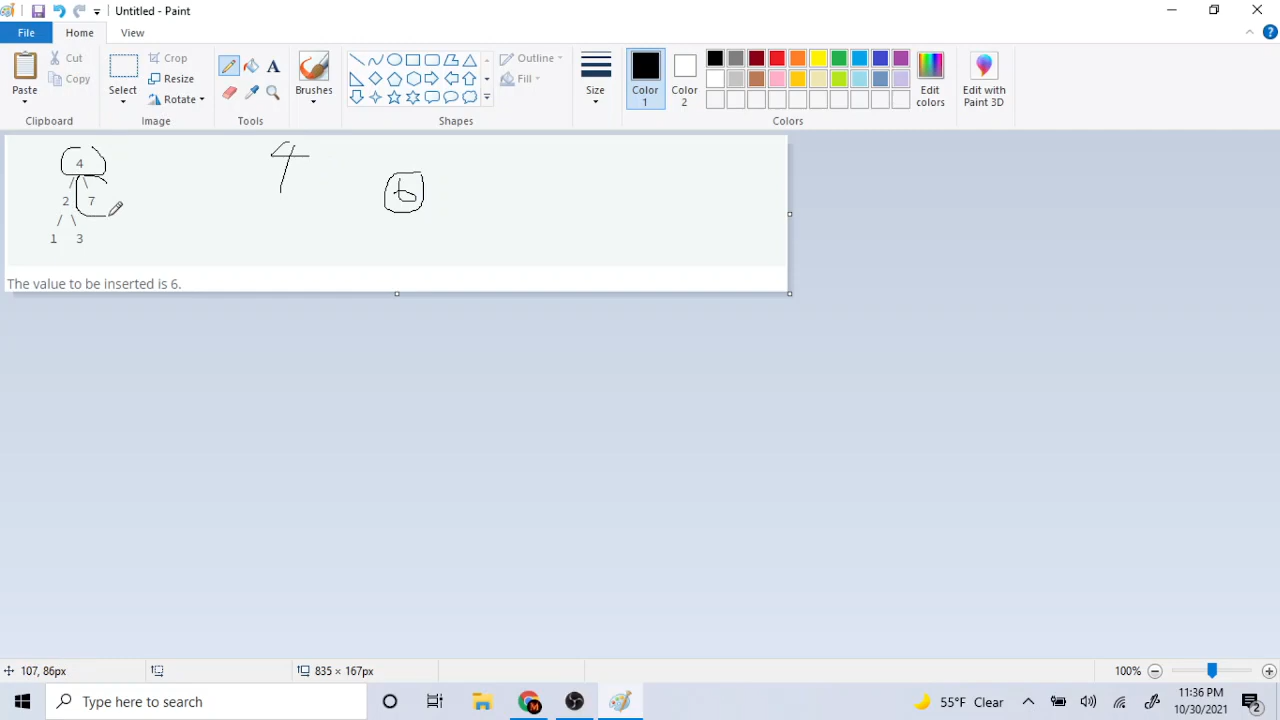 Untitled - Paint
File Home View
Paste
Cut
Copy
Clipboard
Select
Crop
Resize
Rotate
Image
A
Tools
Brushes
Outline
Fill
Shapes
Size
Color 1
Color 2
Edit colors
Colors
Edit with Paint 3D
4
/ \
2 7
/ \
1 3
4
6
The value to be inserted is 6.
107, 86px
835 × 167px
100%
Type here to search
55°F Clear
11:36 PM
10/30/2021
2